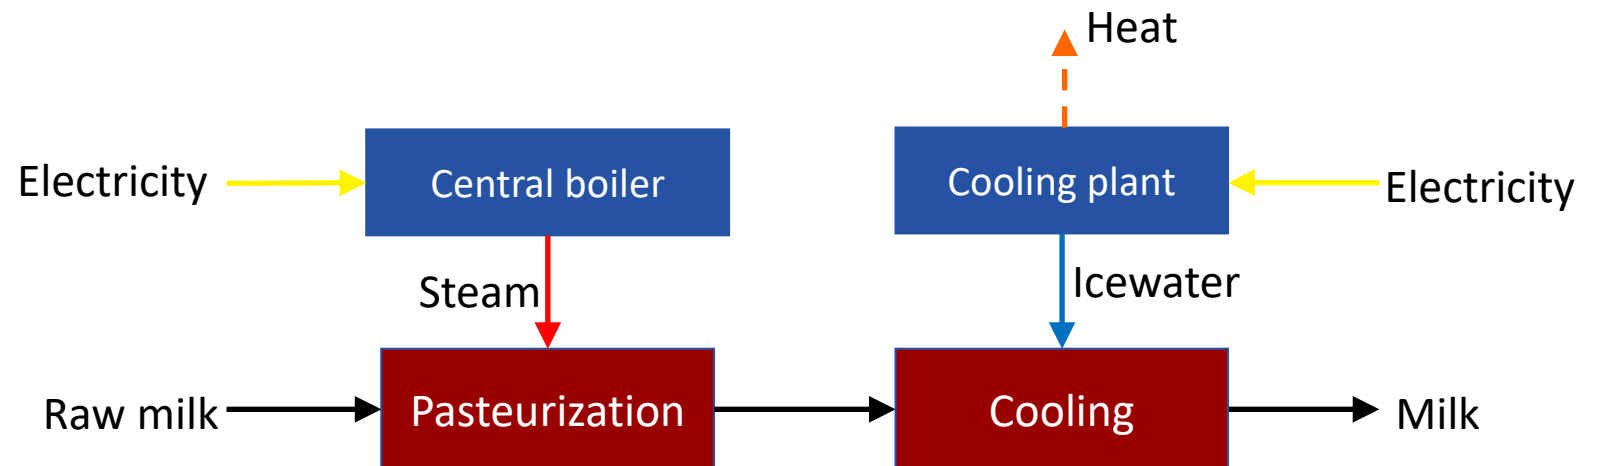 Heat
Electricity
Central boiler
Cooling plant
Electricity
Steam
Icewater
Raw milk
Pasteurization
Cooling
Milk